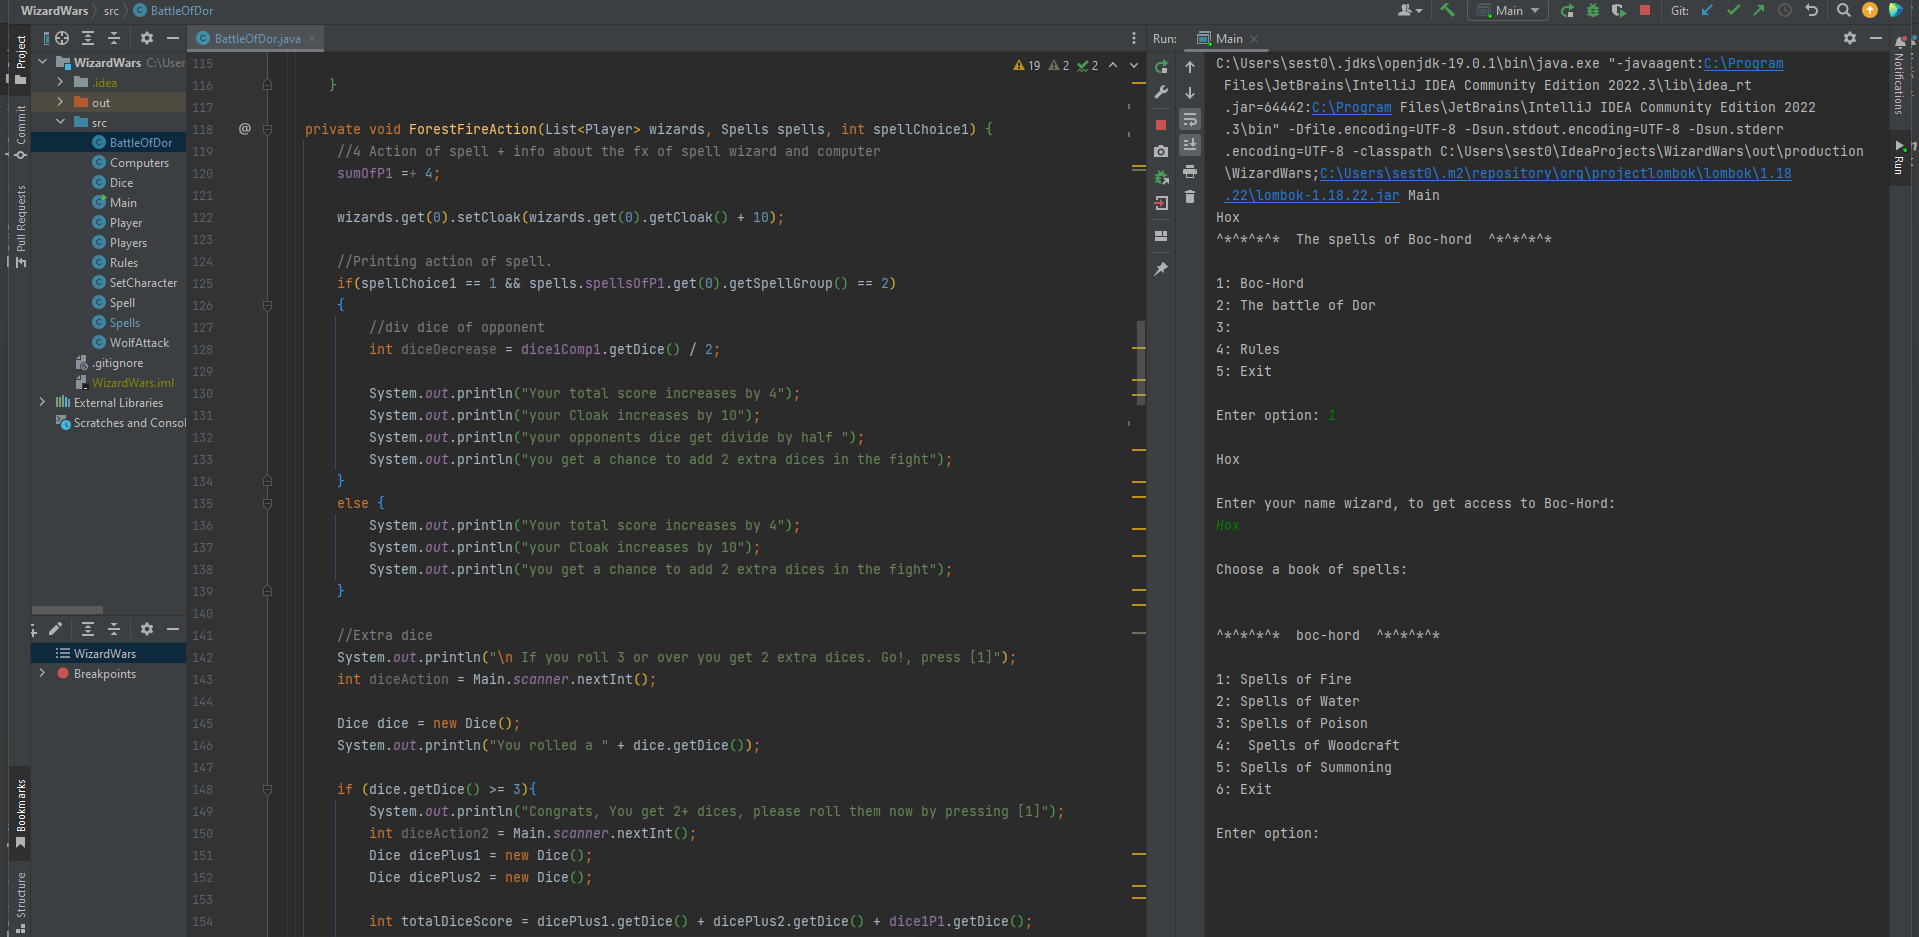 WizardWars
src
BattleOfDor
Main
Git:
Project
Commit
Pull Requests
Bookmarks
Structure
WizardWars C:\User
.idea
out
src
BattleOfDor
Computers
Dice
Main
Player
Players
Rules
SetCharacter
Spell
Spells
WolfAttack
.gitignore
WizardWars.iml
External Libraries
Scratches and Consol
WizardWars
Breakpoints
BattleOfDor.java
19 2 2
115
116 }
117
118 @ private void ForestFireAction(List<Player> wizards, Spells spells, int spellChoice1) {
119 //4 Action of spell + info about the fx of spell wizard and computer
120 sumOfP1 =+ 4;
121
122 wizards.get(0).setCloak(wizards.get(0).getCloak() + 10);
123
124 //Printing action of spell.
125 if(spellChoice1 == 1 && spells.spellsOfP1.get(0).getSpellGroup() == 2)
126 {
127 //div dice of opponent
128 int diceDecrease = dice1Comp1.getDice() / 2;
129
130 System.out.println("Your total score increases by 4");
131 System.out.println("your Cloak increases by 10");
132 System.out.println("your opponents dice get divide by half ");
133 System.out.println("you get a chance to add 2 extra dices in the fight");
134 }
135 else {
136 System.out.println("Your total score increases by 4");
137 System.out.println("your Cloak increases by 10");
138 System.out.println("you get a chance to add 2 extra dices in the fight");
139 }
140
141 //Extra dice
142 System.out.println("\n If you roll 3 or over you get 2 extra dices. Go!, press [1]");
143 int diceAction = Main.scanner.nextInt();
144
145 Dice dice = new Dice();
146 System.out.println("You rolled a " + dice.getDice());
147
148 if (dice.getDice() >= 3){
149 System.out.println("Congrats, You get 2+ dices, please roll them now by pressing [1]");
150 int diceAction2 = Main.scanner.nextInt();
151 Dice dicePlus1 = new Dice();
152 Dice dicePlus2 = new Dice();
153
154 int totalDiceScore = dicePlus1.getDice() + dicePlus2.getDice() + dice1P1.getDice();
Run: Main
C:\Users\sest0\.jdks\openjdk-19.0.1\bin\java.exe "-javaagent:C:\Program
Files\JetBrains\IntelliJ IDEA Community Edition 2022.3\lib\idea_rt
.jar=64442:C:\Program Files\JetBrains\IntelliJ IDEA Community Edition 2022
.3\bin" -Dfile.encoding=UTF-8 -Dsun.stdout.encoding=UTF-8 -Dsun.stderr
.encoding=UTF-8 -classpath C:\Users\sest0\IdeaProjects\WizardWars\out\production
\WizardWars;C:\Users\sest0\.m2\repository\org\projectlombok\lombok\1.18
.22\lombok-1.18.22.jar Main
Hox
^*^*^*^* The spells of Boc-hord ^*^*^*^*
1: Boc-Hord
2: The battle of Dor
3:
4: Rules
5: Exit
Enter option: 1
Hox
Enter your name wizard, to get access to Boc-Hord:
Hox
Choose a book of spells:
^*^*^*^* boc-hord ^*^*^*^*
1: Spells of Fire
2: Spells of Water
3: Spells of Poison
4:  Spells of Woodcraft
5: Spells of Summoning
6: Exit
Enter option:
Notifications
Run